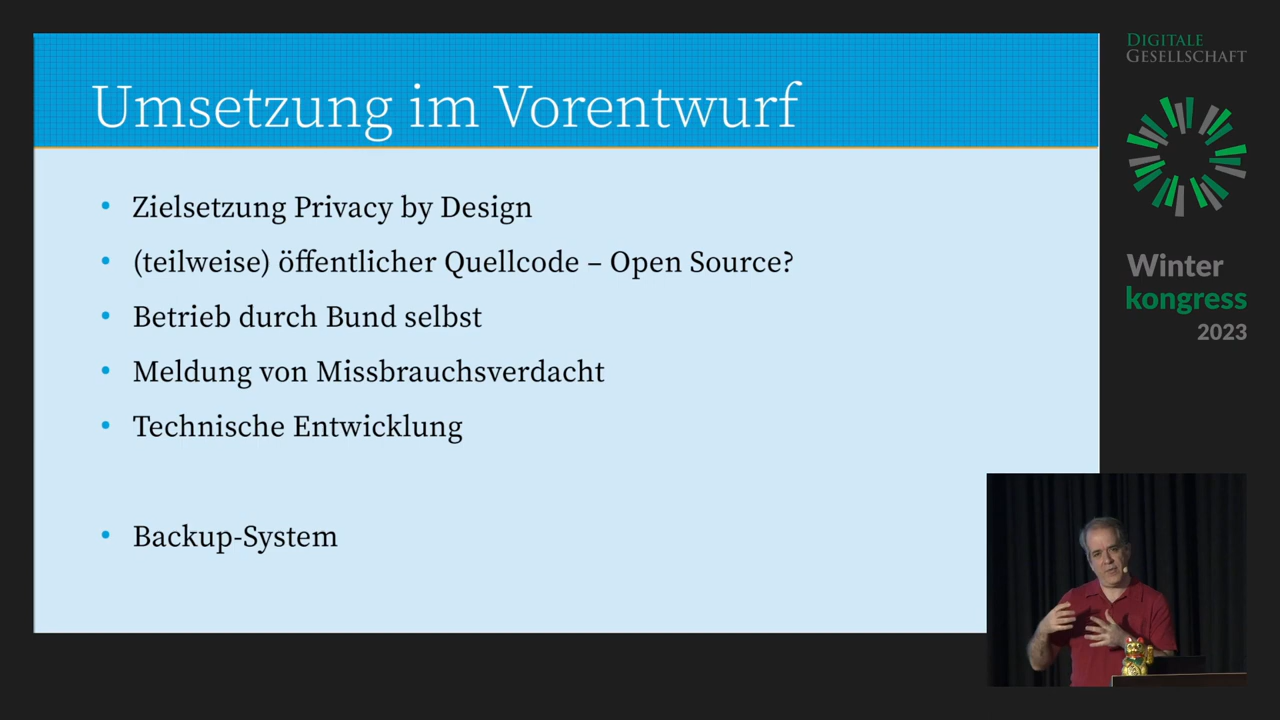 Umsetzung im Vorentwurf
• Zielsetzung Privacy by Design
• (teilweise) öffentlicher Quellcode – Open Source?
• Betrieb durch Bund selbst
• Meldung von Missbrauchsverdacht
• Technische Entwicklung
• Backup-System
DIGITALE
GESELLSCHAFT
Winter
kongress
2023